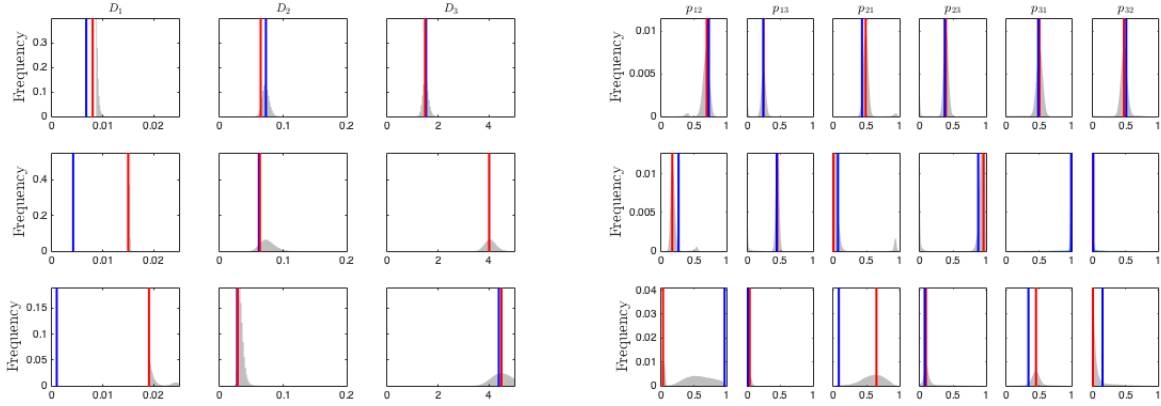 D1 D2 D3 p12 p13 p21 p23 p31 p32
Frequency 0.3 0.2 0.1 0 Frequency 0.01 0.005 0
0 0.01 0.02 0 0.1 0.2 0 2 4 0 0.5 1 0 0.5 1 0 0.5 1 0 0.5 1 0 0.5 1 0 0.5 1
Frequency 0.4 0.2 0 Frequency 0.01 0.005 0
0 0.01 0.02 0 0.1 0.2 0 2 4 0 0.5 1 0 0.5 1 0 0.5 1 0 0.5 1 0 0.5 1 0 0.5 1
Frequency 0.15 0.1 0.05 0 Frequency 0.04 0.03 0.02 0.01 0
0 0.01 0.02 0 0.1 0.2 0 2 4 0 0.5 1 0 0.5 1 0 0.5 1 0 0.5 1 0 0.5 1 0 0.5 1